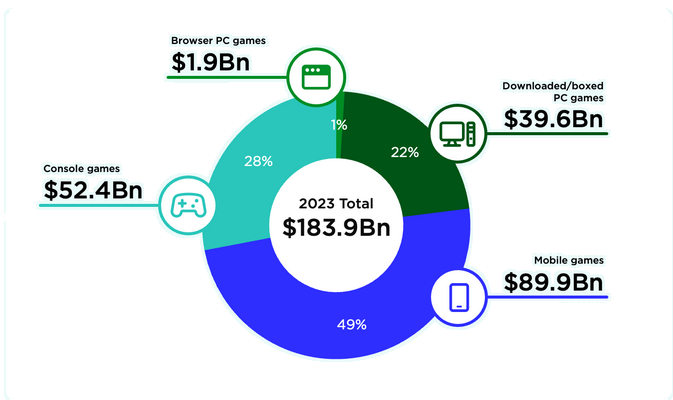 Browser PC games
$1.9Bn
Downloaded/boxed
PC games
$39.6Bn
1%
22%
28%
Console games
$52.4Bn
2023 Total
$183.9Bn
Mobile games
$89.9Bn
49%